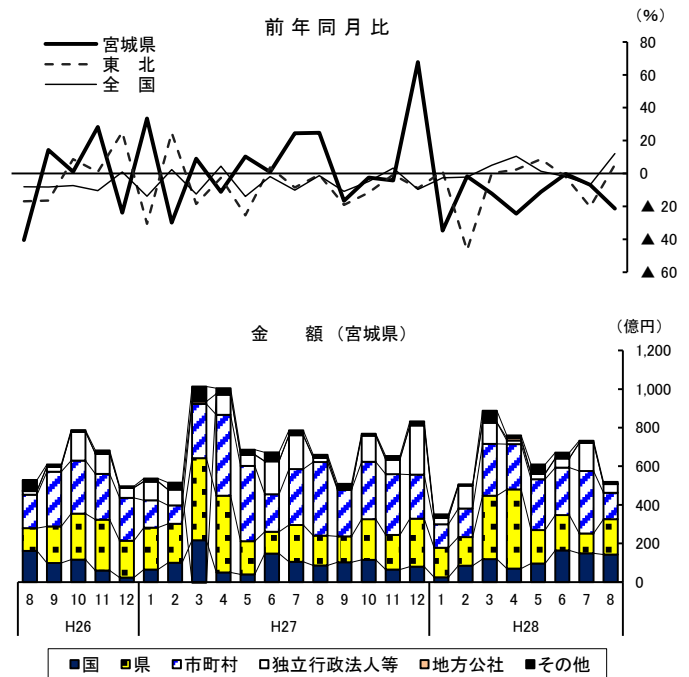 前年同月比
（%）
宮城県
東　北
全　国
80
60
40
20
0
▲ 20
▲ 40
▲ 60
金　　額（宮城県）
（億円）
1,200
1,000
800
600
400
200
0
8 9 10 11 12 1 2 3 4 5 6 7 8 9 10 11 12 1 2 3 4 5 6 7 8
H26 H27 H28
国 県 市町村 独立行政法人等 地方公社 その他